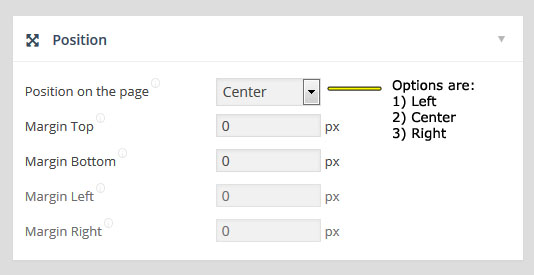 Position
Position on the page
Center
Options are:
1) Left
2) Center
3) Right
Margin Top
0 px
Margin Bottom
0 px
Margin Left
0 px
Margin Right
0 px